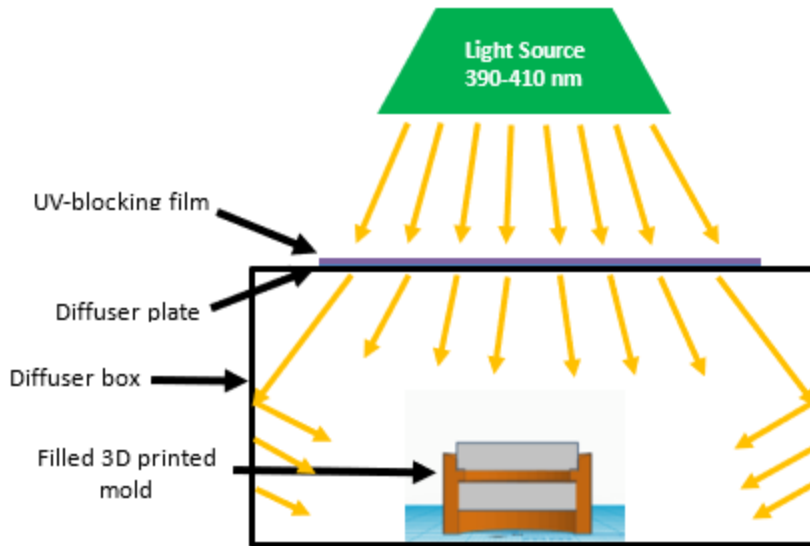 Light Source
390-410 nm
UV-blocking film
Diffuser plate
Diffuser box
Filled 3D printed
mold